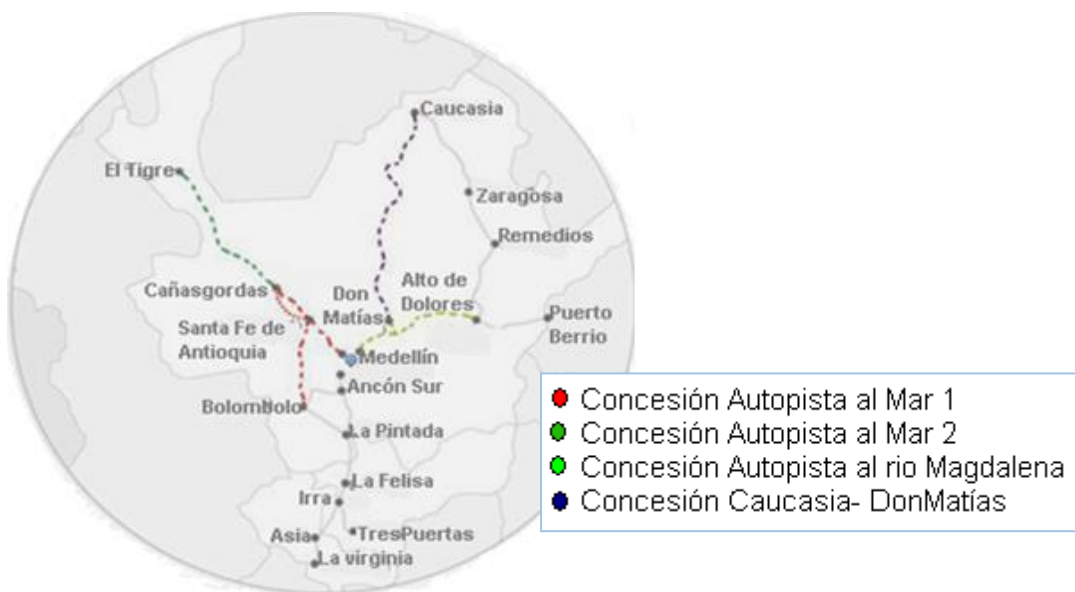 Caucasia
El Tigre
Zaragosa
Remedios
Cañasgordas
Don
Matías
Alto de
Dolores
Puerto
Berrio
Santa Fe de
Antioquia
Medellín
Ancón Sur
Bolombolo
La Pintada
La Felisa
Irra
Asia
TresPuertas
La virginia
Concesión Autopista al Mar 1
Concesión Autopista al Mar 2
Concesión Autopista al rio Magdalena
Concesión Caucasia- DonMatías